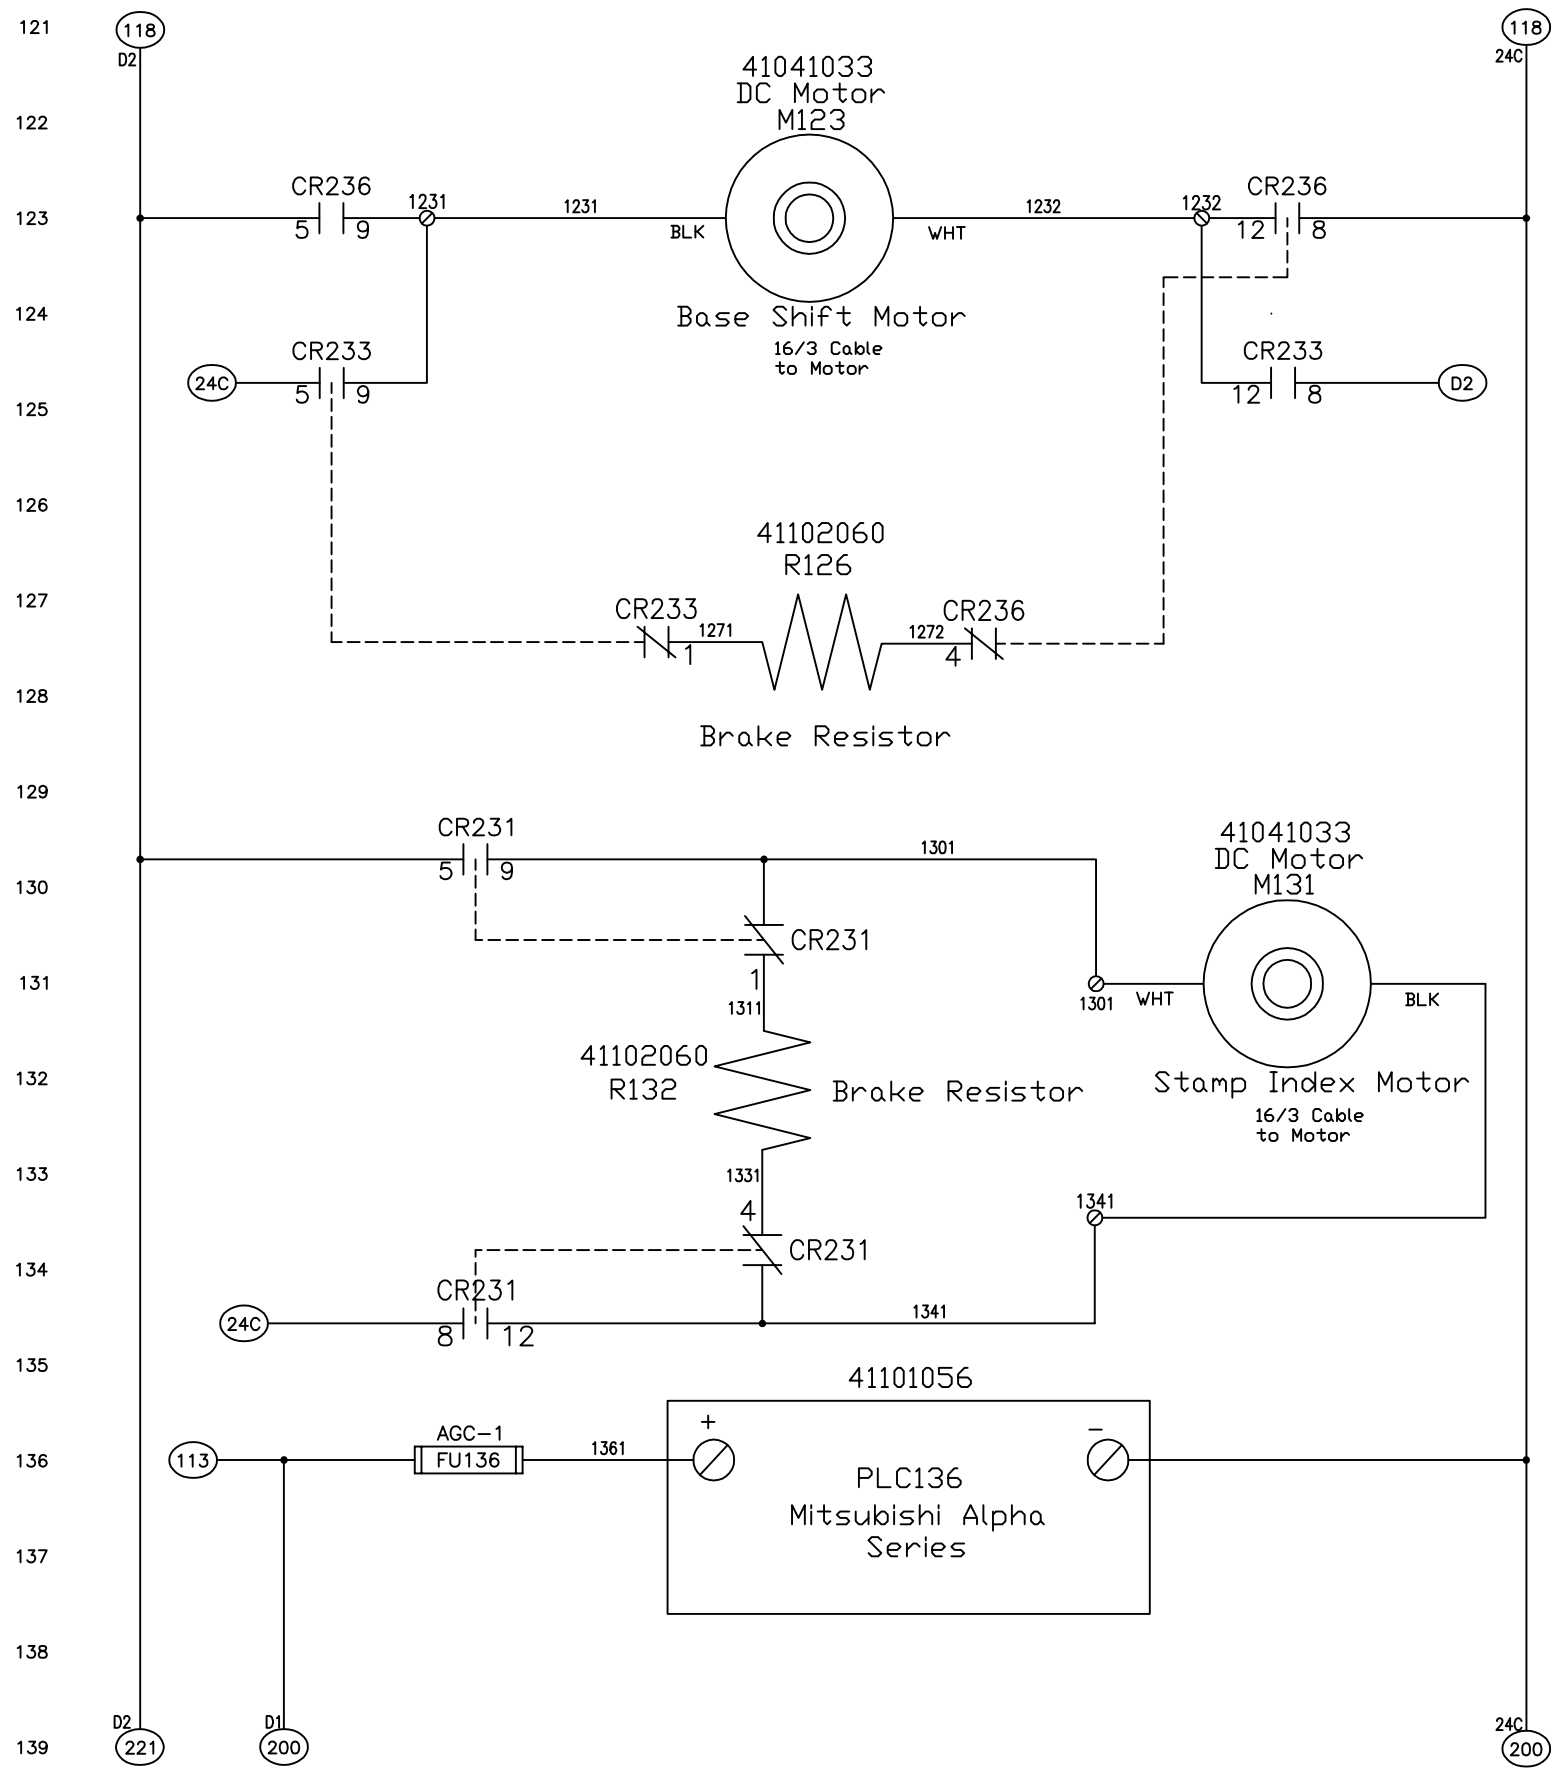 121
118
118
D2
24C
41041033
DC Motor
M123
122
CR236
1231
1231
1232
1232
CR236
123
5
9
BLK
WHT
12
8
124
Base Shift Motor
16/3 Cable
to Motor
CR233
CR233
24C
5
9
12
8
D2
125
126
41102060
R126
127
CR233
1271
1
1272
CR236
4
128
Brake Resistor
129
CR231
1301
41041033
DC Motor
M131
5
9
130
CR231
131
1
1311
1301
WHT
BLK
41102060
R132
132
Brake Resistor
Stamp Index Motor
16/3 Cable
to Motor
133
1331
4
1341
CR231
134
CR231
24C
8
12
1341
135
41101056
AGC-1
+
-
113
FU136
1361
136
PLC136
Mitsubishi Alpha
Series
137
138
D2
D1
24C
139
221
200
200